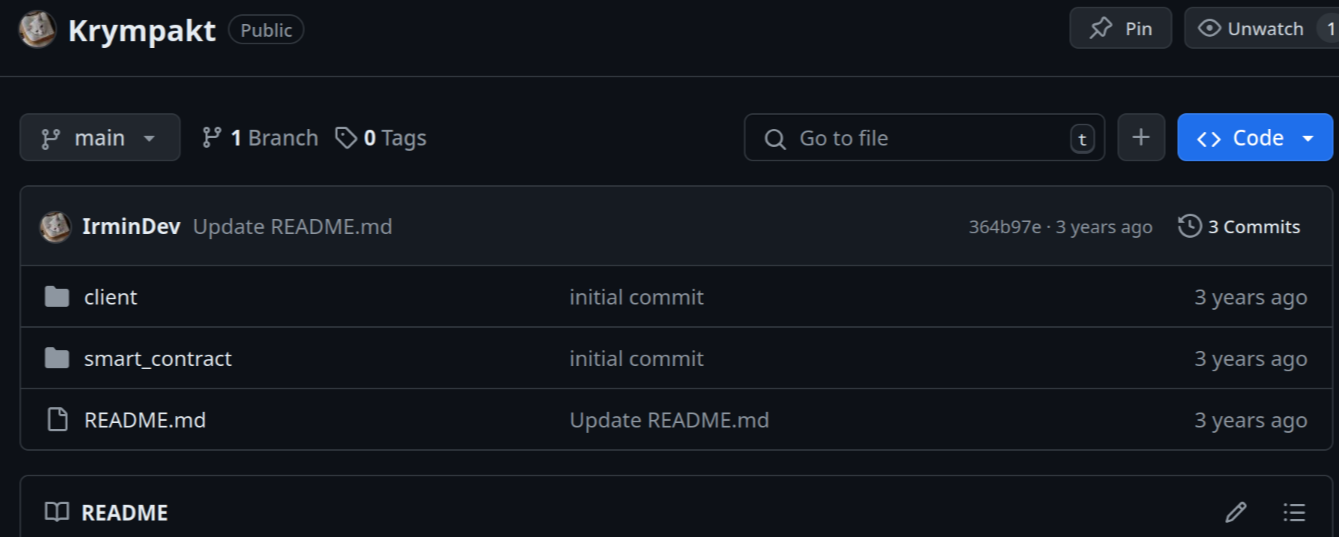 Krympakt Public Pin Unwatch 1
main 1 Branch 0 Tags Go to file t + Code
IrminDev Update README.md 364b97e · 3 years ago 3 Commits
client initial commit 3 years ago
smart_contract initial commit 3 years ago
README.md Update README.md 3 years ago
README